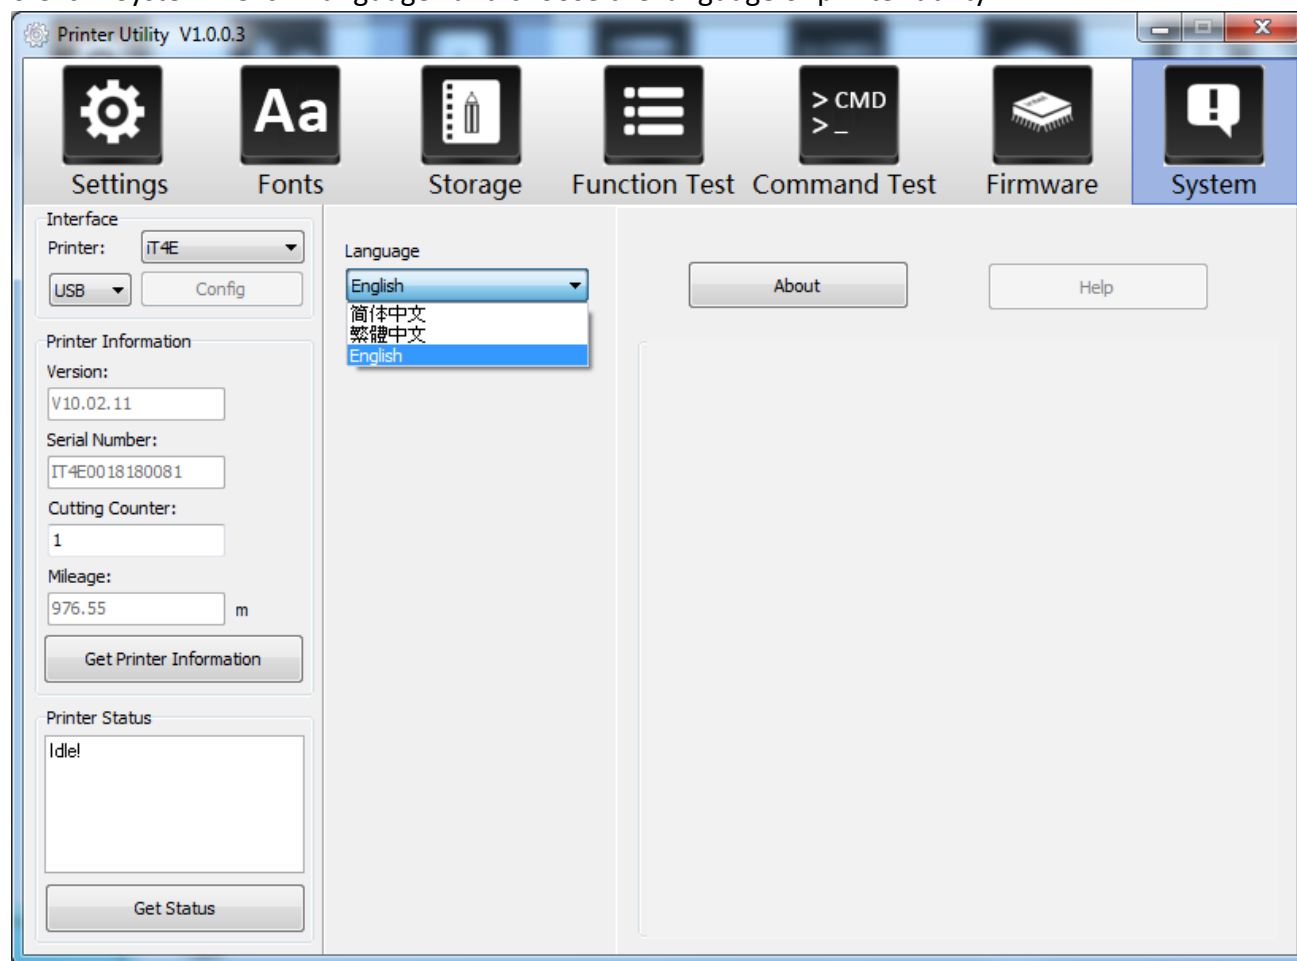 Printer Utility V1.0.0.3
Aa
> CMD
> _
Settings
Fonts
Storage
Function Test
Command Test
Firmware
System
Interface
Printer: iT4E
USB Config
Printer Information
Version:
V10.02.11
Serial Number:
IT4E0018180081
Cutting Counter:
1
Mileage:
976.55 m
Get Printer Information
Printer Status
Idle!
Get Status
Language
English
简体中文
繁體中文
English
About
Help